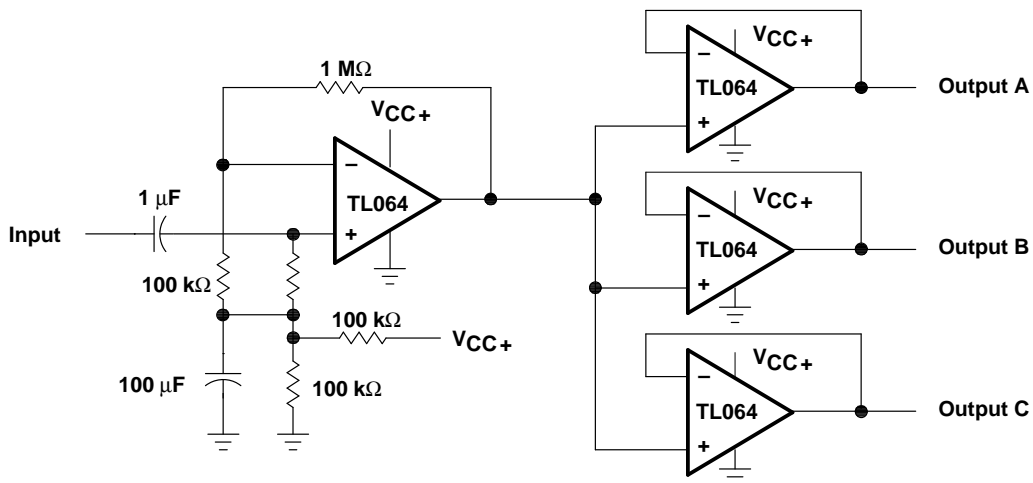 1 MΩ
VCC+
−
TL064
+
1 μF
Input
100 kΩ
100 kΩ
VCC+
100 μF
100 kΩ
VCC+
−
TL064
+
Output A
VCC+
−
TL064
+
Output B
VCC+
−
TL064
+
Output C